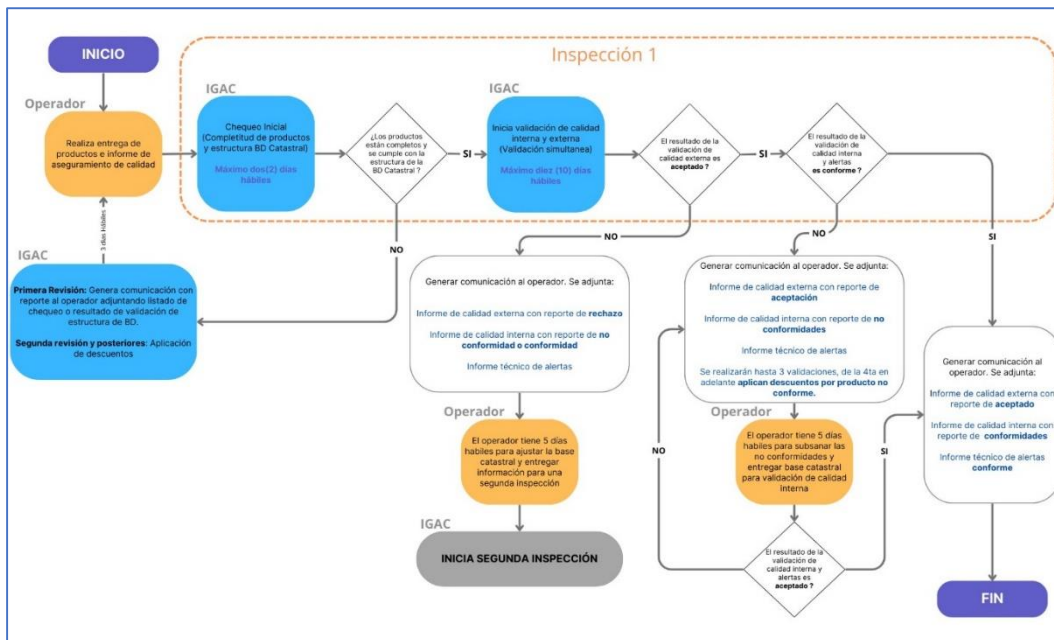 Inspección 1
INICIO
Operador
Realiza entrega de
productos e informe de
aseguramiento de calidad
IGAC
Chequeo Inicial
(Completitud de productos
y estructura BD Catastral)
Máximo dos(2) días
hábiles
¿Los productos
están completos y
se cumple con la
estructura de la
BD Catastral ?
SI
IGAC
Inicia validación de calidad
interna y externa
(Validación simultanea)
Máximo diez (10) días
hábiles
El resultado de la
validación de
calidad externa es
aceptado ?
SI
El resultado de la
validación de
calidad interna
y alertas
es conforme ?
SI
NO
NO
NO
3 días Hábiles
IGAC
Primera Revisión: Genera comunicación con
reporte al operador adjuntando listado de
chequeo o resultado de validación de
estructura de BD.
Segunda revisión y posteriores: Aplicación
de descuentos
Generar comunicación al operador. Se adjunta:
Informe de calidad externa con reporte de rechazo
Informe de calidad interna con reporte de no
conformidad o conformidad
Informe técnico de alertas
Operador
El operador tiene 5 días
habiles para ajustar la base
catastral y entregar
información para una
segunda Inspección
IGAC
INICIA SEGUNDA INSPECCIÓN
Generar comunicación al operador. Se adjunta:
Informe de calidad externa con reporte de
aceptación
Informe de calidad interna con reporte de no
conformidades
Informe técnico de alertas
Se realizarán hasta 3 validaciones, de la 4ta en
adelante aplican descuentos por producto no
conforme.
Operador
El operador tiene 5 días
habiles para subsanar las
no conformidades y
entregar base catastral
para validación de calidad
interna
NO
SI
El resultado de la
validación de
calidad interna y
alertas es
aceptado ?
Generar comunicación al
operador. Se adjunta:
Informe de calidad externa con
reporte de aceptado
Informe de calidad interna con
reporte de conformidades
Informe técnico de alertas
conforme
FIN